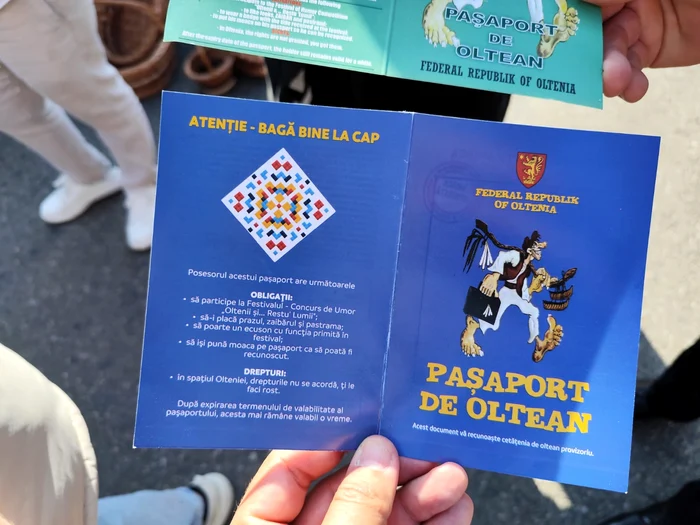 PAȘAPORT
DE
OLTEAN
FEDERAL REPUBLIK OF OLTENIA
ATENȚIE - BAGĂ BINE LA CAP
Posesorul acestui pașaport are următoarele
OBLIGAȚII:
• să participe la Festivalul - Concurs de Umor
„Oltenii și... Restu' Lumii";
• să-i placă prazul, zaibărul și pastrama;
• să poarte un ecuson cu funcția primită în
festival;
• să iși pună moaca pe pașaport ca să poată fi
recunoscut.
DREPTURI:
• în spațiul Olteniei, drepturile nu se acordă, ți le
faci rost.
După expirarea termenului de valabilitate al
pașaportului, acesta mai rămâne valabil o vreme.
FEDERAL REPUBLIK
OF OLTENIA
PAȘAPORT
DE OLTEAN
Acest document vă recunoaște cetățenia de oltean provizoriu.